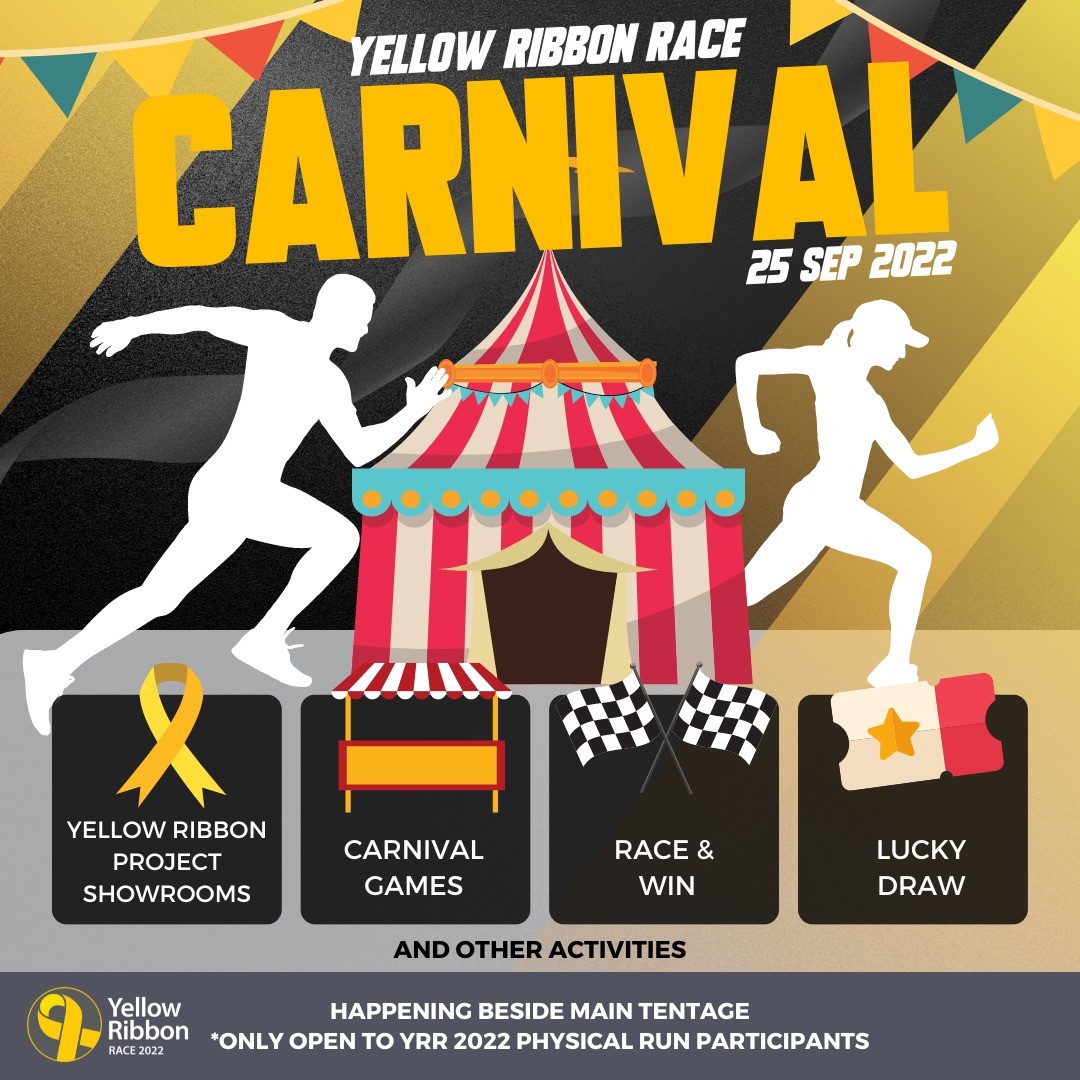 YELLOW RIBBON RACE
CARNIVAL
25 SEP 2022
YELLOW RIBBON
PROJECT
SHOWROOMS
CARNIVAL
GAMES
RACE &
WIN
LUCKY
DRAW
AND OTHER ACTIVITIES
Yellow
Ribbon
RACE 2022
HAPPENING BESIDE MAIN TENTAGE
*ONLY OPEN TO YRR 2022 PHYSICAL RUN PARTICIPANTS